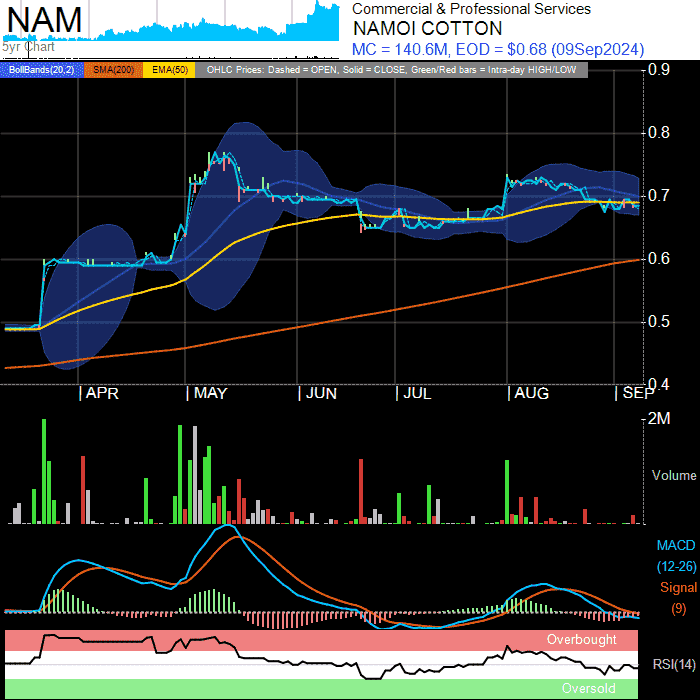 NAM
5yr Chart
Commercial & Professional Services
NAMOI COTTON
MC = 140.6M, EOD = $0.68 (09Sep2024)
BollBands(20,2) SMA(200) EMA(50) OHLC Prices: Dashed = OPEN, Solid = CLOSE, Green/Red bars = Intra-day HIGH/LOW
0.9
0.8
0.7
0.6
0.5
0.4
APR MAY JUN JUL AUG SEP
2M
Volume
MACD
(12-26)
Signal
(9)
Overbought
RSI(14)
Oversold